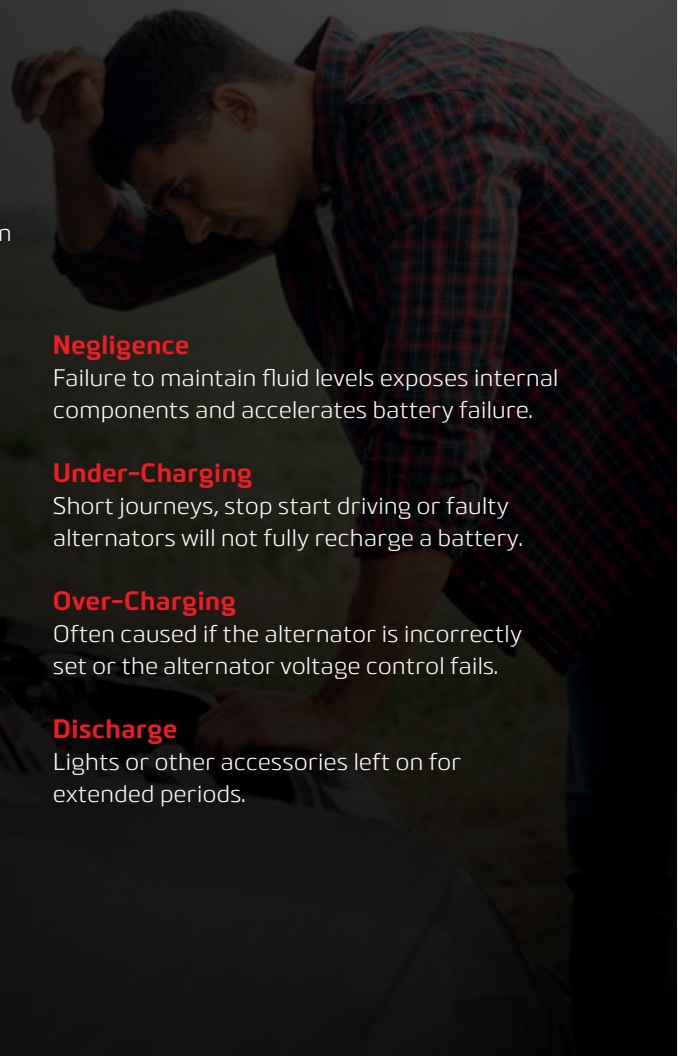 n
Negligence
Failure to maintain fluid levels exposes internal
components and accelerates battery failure.
Under-Charging
Short journeys, stop start driving or faulty
alternators will not fully recharge a battery.
Over-Charging
Often caused if the alternator is incorrectly
set or the alternator voltage control fails.
Discharge
Lights or other accessories left on for
extended periods.